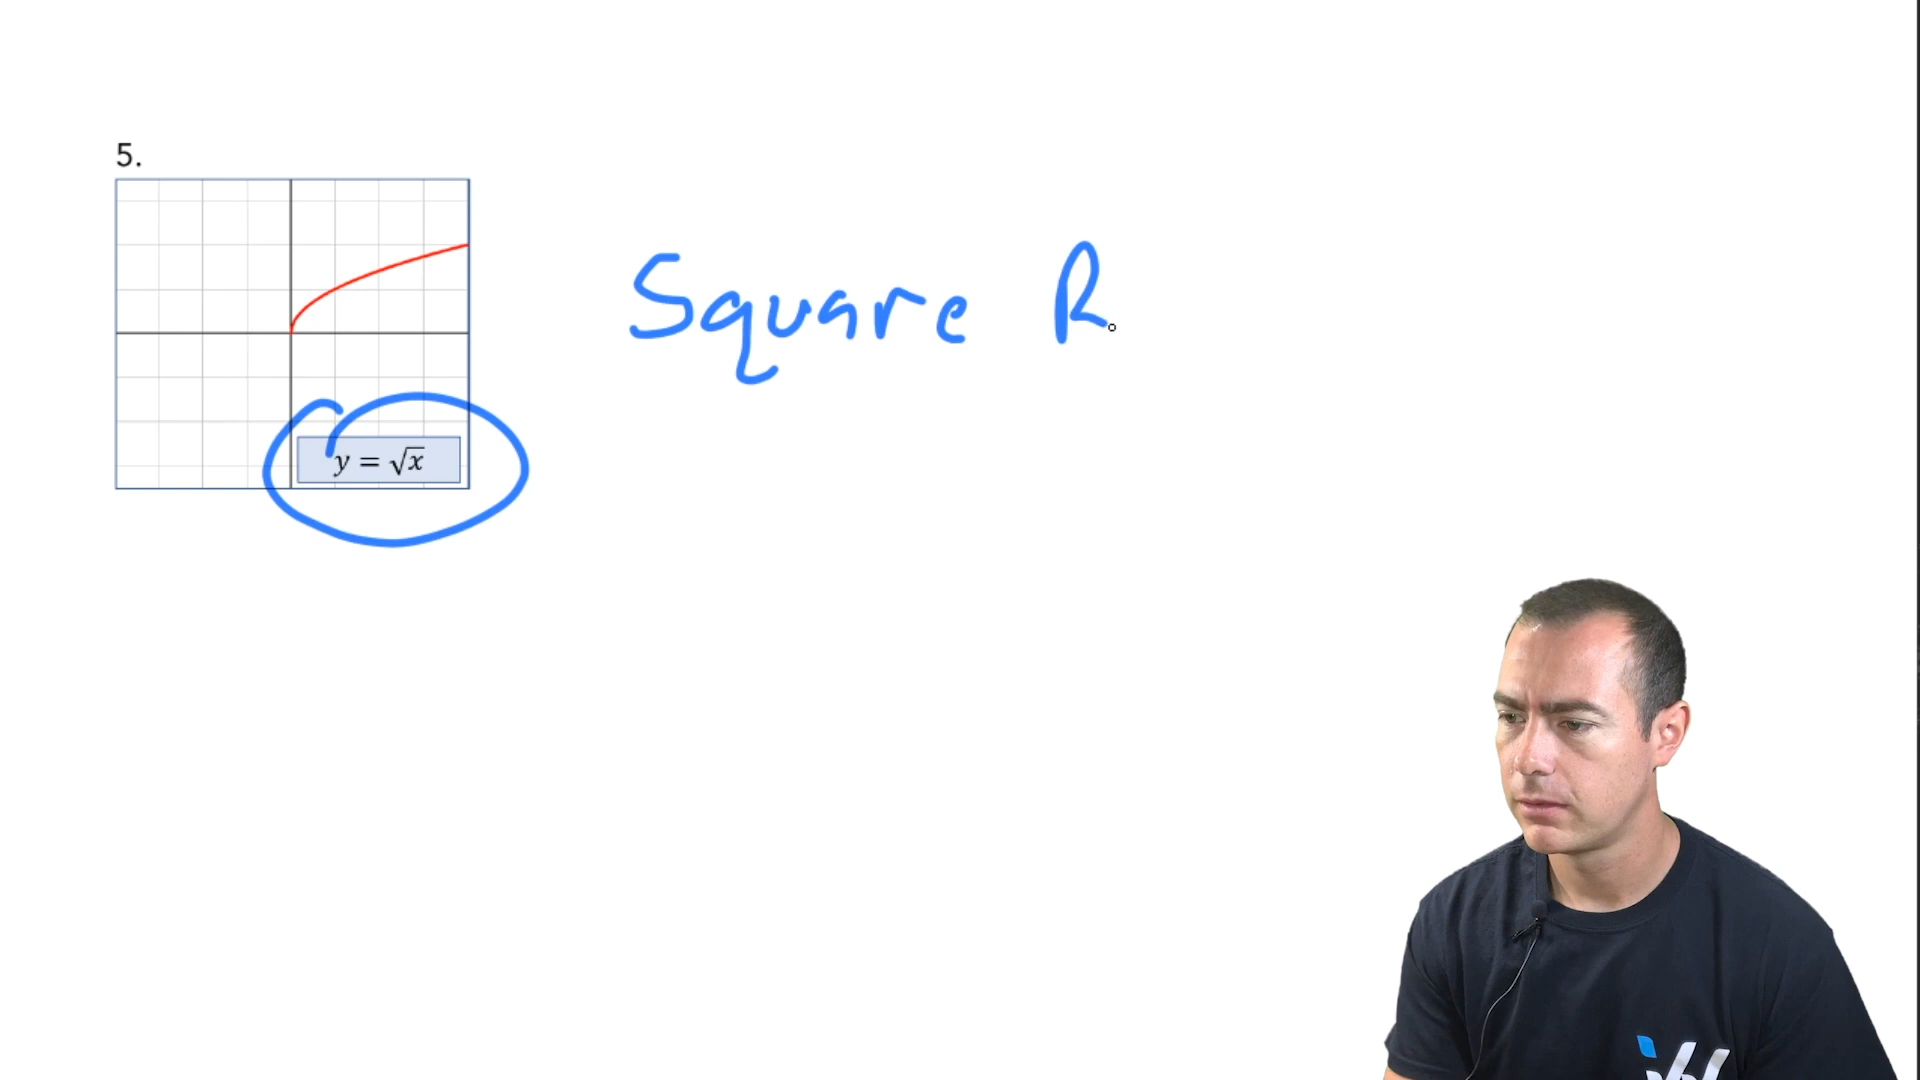 5.
Square R
y = √x